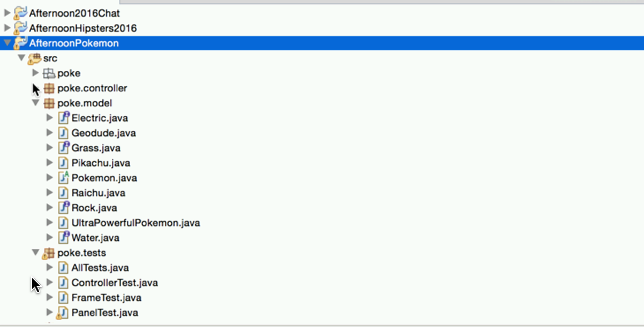 Afternoon2016Chat
AfternoonHipsters2016
AfternoonPokemon
src
poke
poke.controller
poke.model
Electric.java
Geodude.java
Grass.java
Pikachu.java
Pokemon.java
Raichu.java
Rock.java
UltraPowerfulPokemon.java
Water.java
poke.tests
AllTests.java
ControllerTest.java
FrameTest.java
PanelTest.java